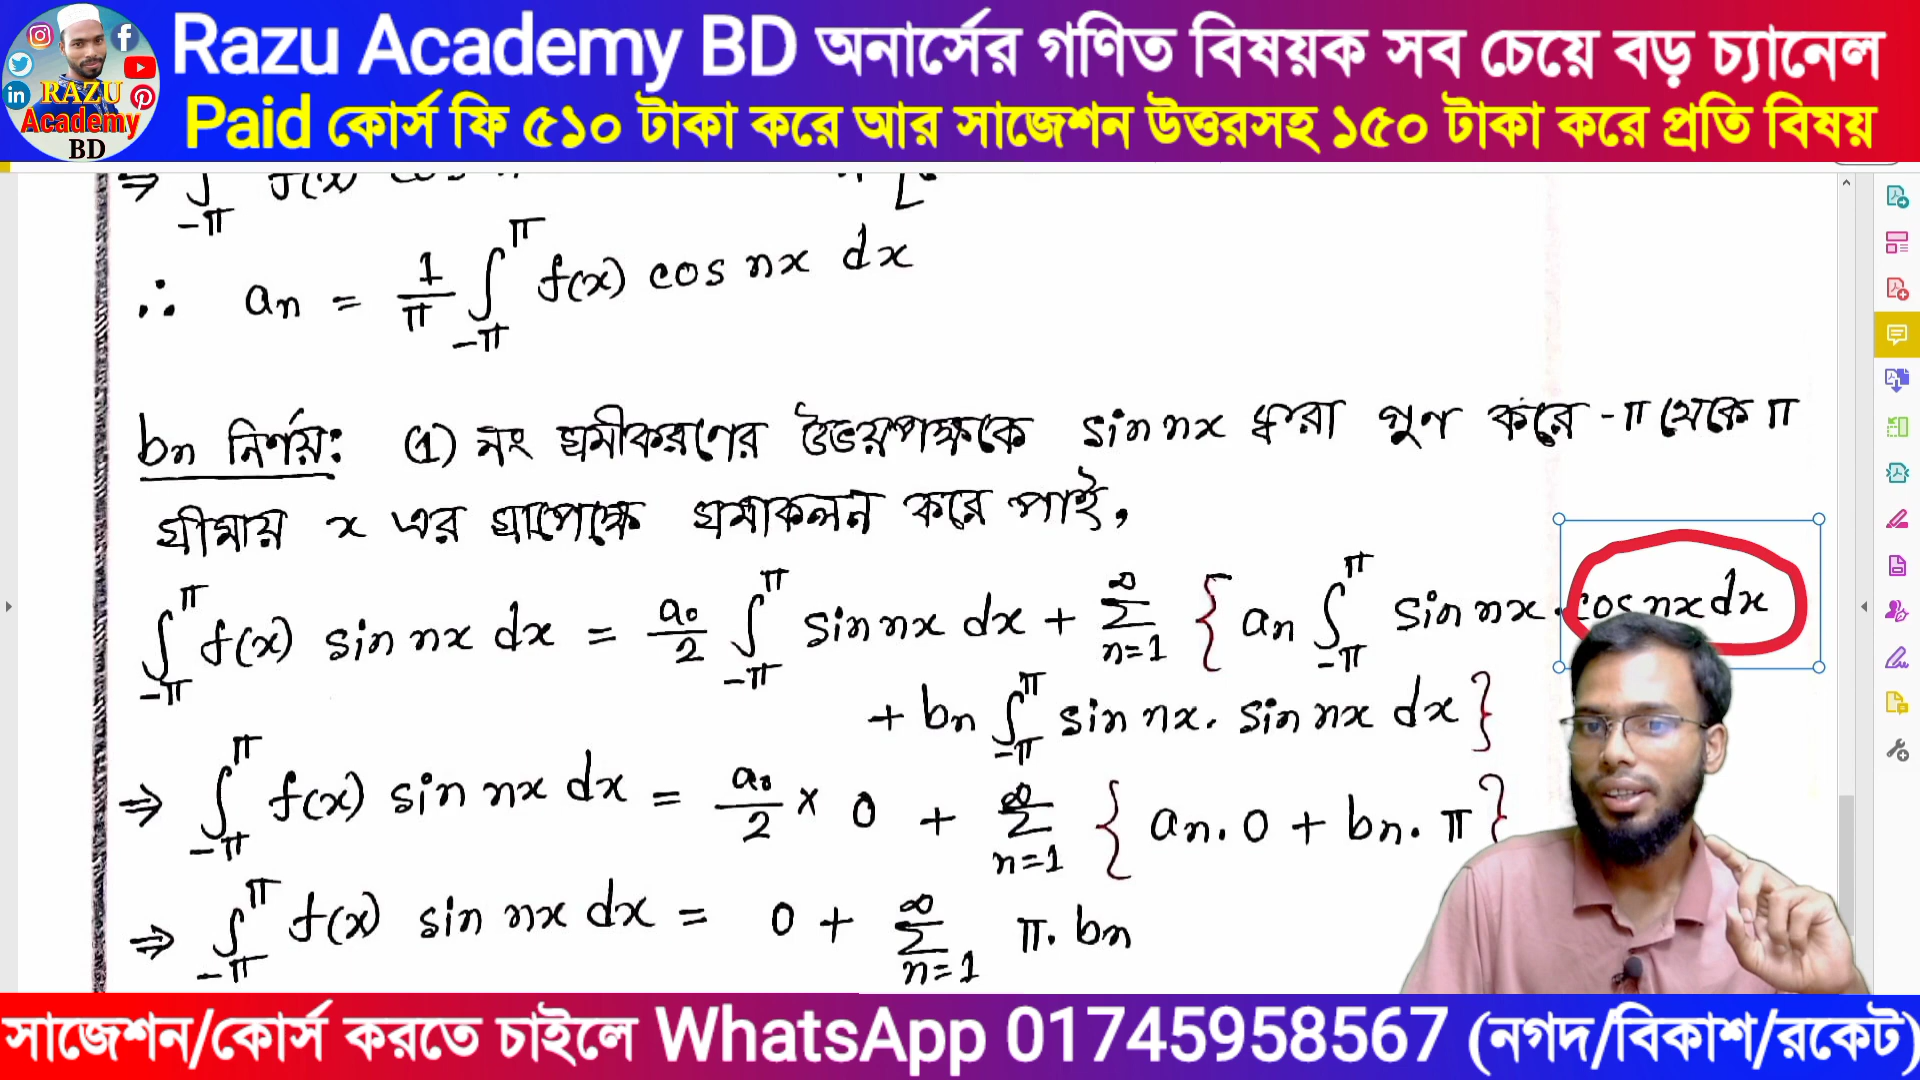 Razu Academy BD অনার্সের গণিত বিষয়ক সব চেয়ে বড় চ্যানেল
Paid কোর্স ফি ৫১০ টাকা করে আর সাজেশন উত্তরসহ ১৫০ টাকা করে প্রতি বিষয়
RAZU
Academy
BD
∴ an = 1/π ∫_{-π}^{π} f(x) cos nx dx
bn নির্ণয়: (1) নং সমীকরণের উভয়পক্ষকে sin nx দ্বারা গুণ করে -π থেকে π
সীমায় x এর সাপেক্ষে সমাকলন করে পাই,
∫_{-π}^{π} f(x) sin nx dx = a₀/2 ∫_{-π}^{π} sin nx dx + ∑_{n=1}^{∞} { an ∫_{-π}^{π} sin nx. cos nx dx
+ bn ∫_{-π}^{π} sin nx. sin nx dx }
⇒ ∫_{-π}^{π} f(x) sin nx dx = a₀/2 × 0 + ∑_{n=1}^{∞} { an. 0 + bn. π }
⇒ ∫_{-π}^{π} f(x) sin nx dx = 0 + ∑_{n=1}^{∞} π. bn
সাজেশন/কোর্স করতে চাইলে WhatsApp 01745958567 (নগদ/বিকাশ/রকেট)